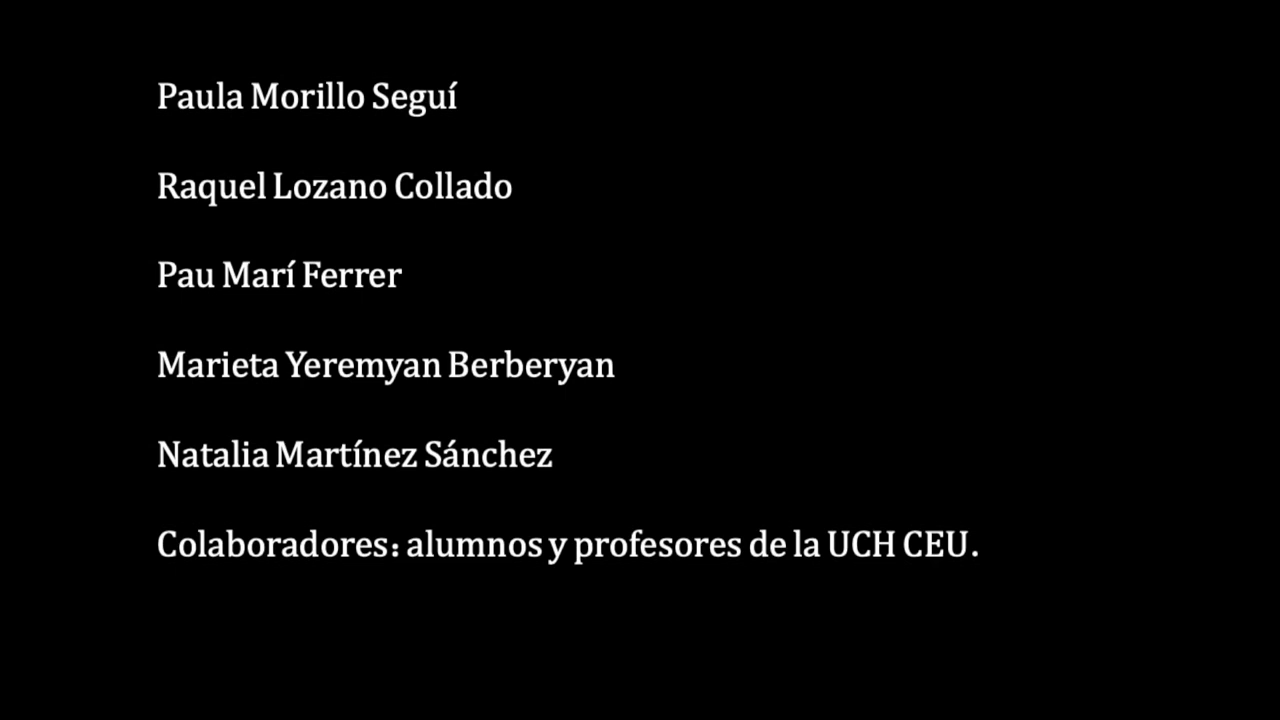 Paula Morillo Seguí
Raquel Lozano Collado
Pau Marí Ferrer
Marieta Yeremyan Berberyan
Natalia Martínez Sánchez
Colaboradores: alumnos y profesores de la UCH CEU.